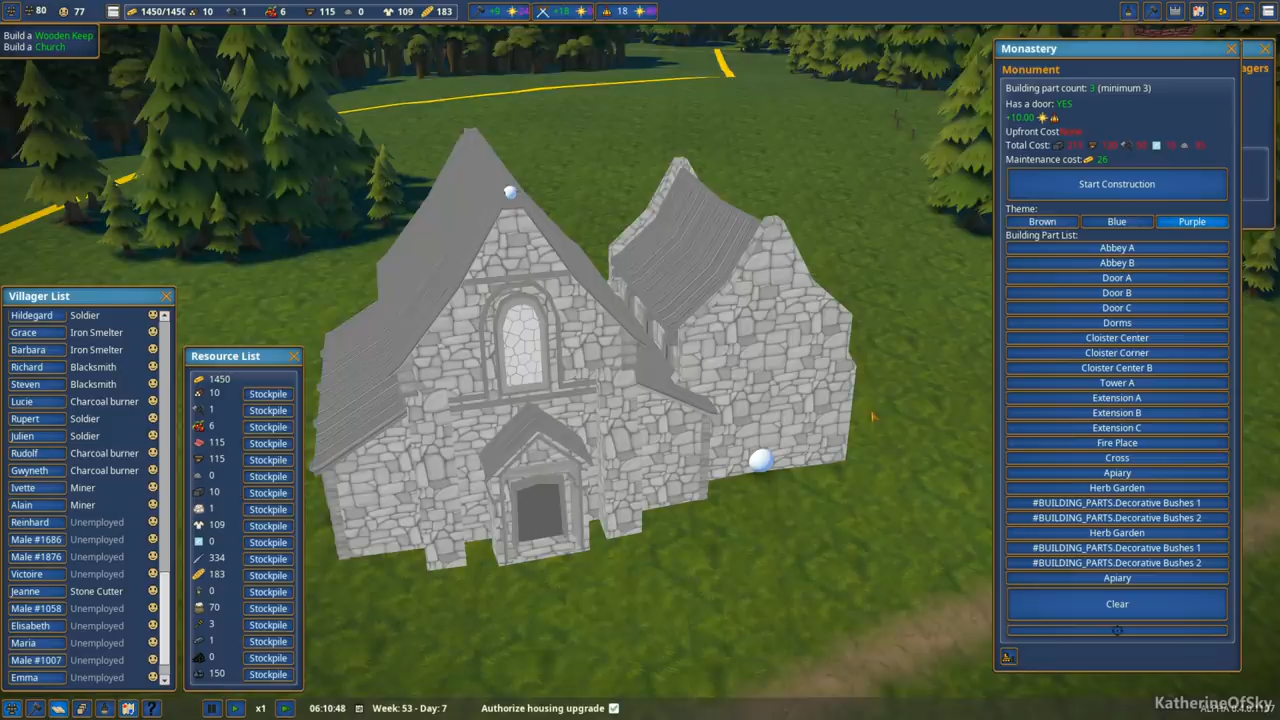 80 77 1450/1450 10 1 6 115 0 109 183 +9 +18 18
Build a Wooden Keep
Build a Church
Villager List
Hildegard Soldier
Grace Iron Smelter
Barbara Iron Smelter
Richard Blacksmith
Steven Blacksmith
Lucie Charcoal burner
Rupert Soldier
Julien Soldier
Rudolf Charcoal burner
Gwyneth Charcoal burner
Ivette Miner
Alain Miner
Reinhard Unemployed
Male #1686 Unemployed
Male #1876 Unemployed
Victoire Unemployed
Jeanne Stone Cutter
Male #1058 Unemployed
Elisabeth Unemployed
Maria Unemployed
Male #1007 Unemployed
Emma Unemployed
Resource List
1450
10 Stockpile
1 Stockpile
6 Stockpile
115 Stockpile
115 Stockpile
0 Stockpile
10 Stockpile
1 Stockpile
109 Stockpile
0 Stockpile
334 Stockpile
183 Stockpile
0 Stockpile
70 Stockpile
3 Stockpile
1 Stockpile
0 Stockpile
150 Stockpile
Monastery
agers
Monument
Building part count: 3 (minimum 3)
Has a door: YES
+10.00
Upfront Cost None
Total Cost:
Maintenance cost: 26
Start Construction
Theme:
Brown Blue Purple
Building Part List:
Abbey A
Abbey B
Door A
Door B
Door C
Dorms
Cloister Center
Cloister Corner
Cloister Center B
Tower A
Extension A
Extension B
Extension C
Fire Place
Cross
Apiary
Herb Garden
#BUILDING_PARTS.Decorative Bushes 1
#BUILDING_PARTS.Decorative Bushes 2
Herb Garden
#BUILDING_PARTS.Decorative Bushes 1
#BUILDING_PARTS.Decorative Bushes 2
Apiary
Clear
x1 06:10:48 Week: 53 - Day: 7 Authorize housing upgrade
KatherineOfSky